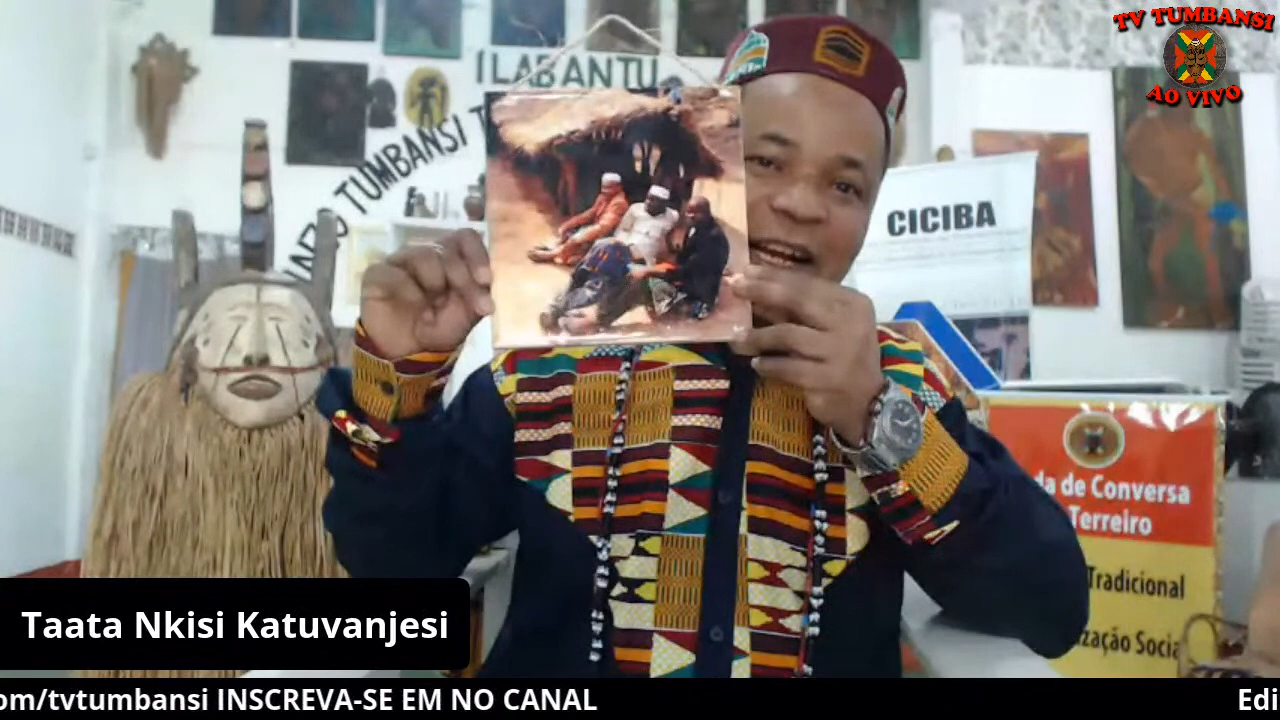 TV TUMBANSI
AO VIVO
ILABANTU
TUMBANSI
CICIBA
da de Conversa
Terreiro
Tradicional
zação Socia
Taata Nkisi Katuvanjesi
om/tvtumbansi INSCREVA-SE EM NO CANAL
Edi